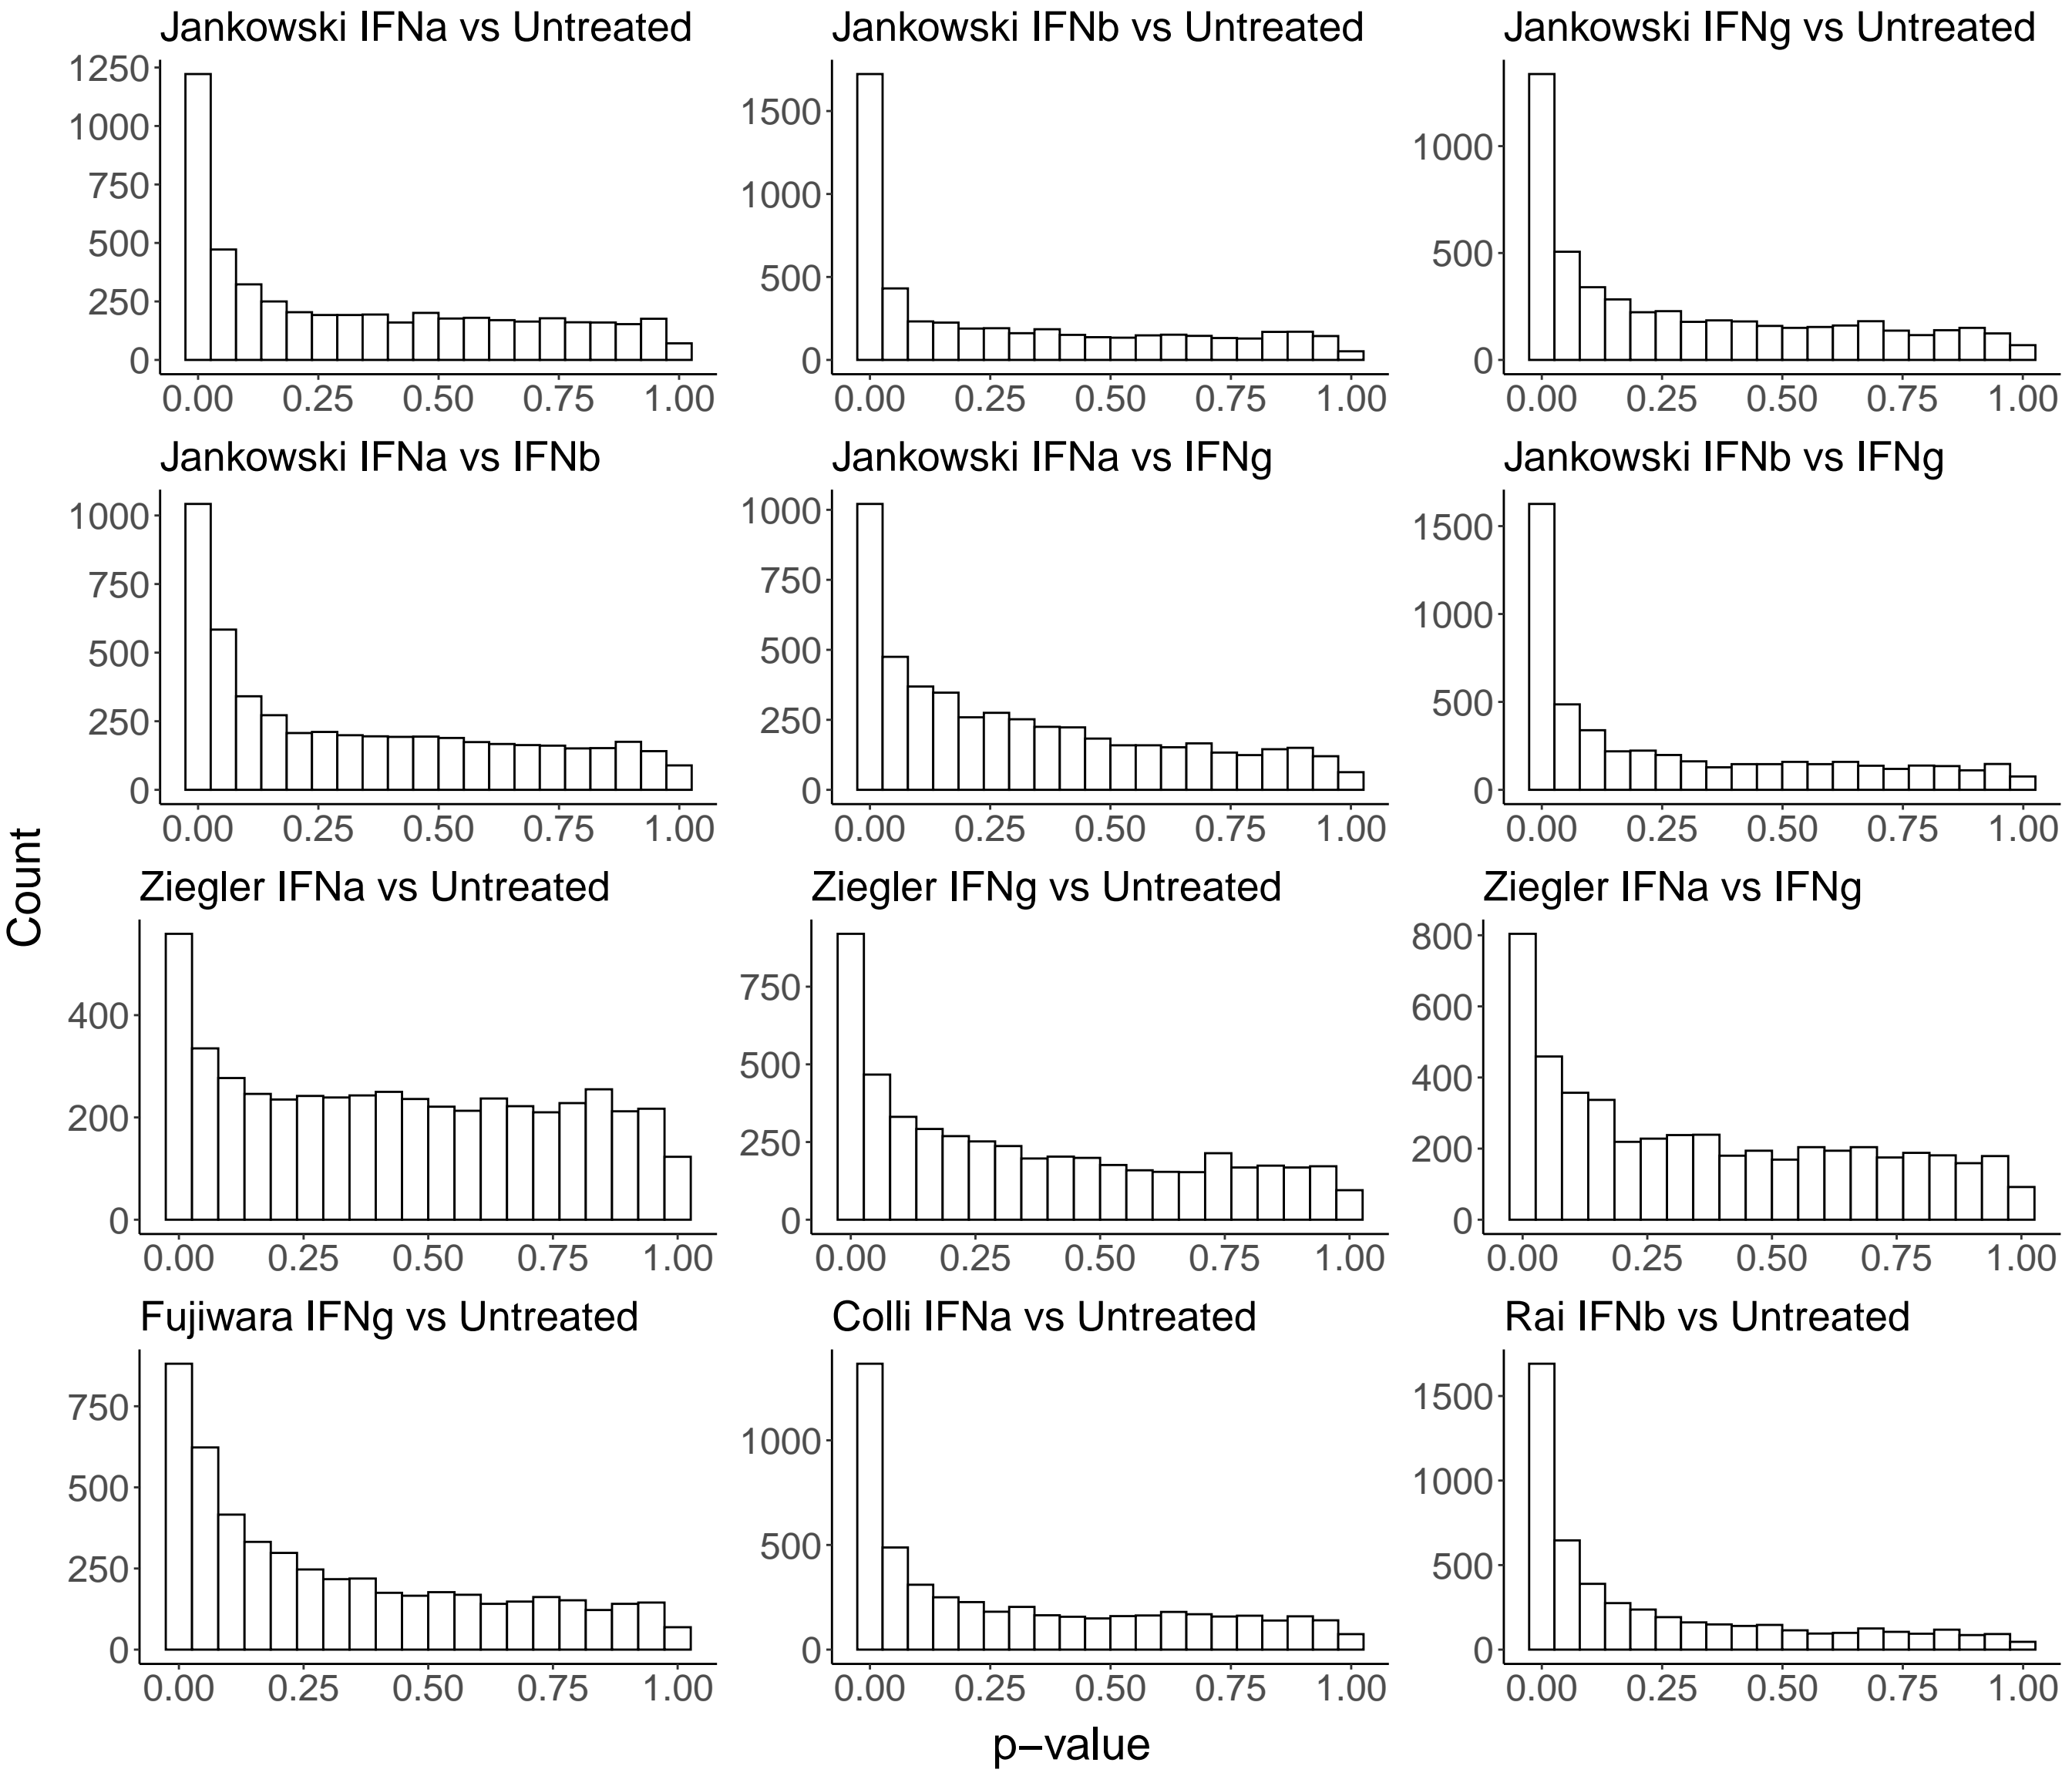 Jankowski IFNa vs Untreated
1250
1000
750
500
250
0
0.00 0.25 0.50 0.75 1.00
Jankowski IFNb vs Untreated
1500
1000
500
0
0.00 0.25 0.50 0.75 1.00
Jankowski IFNg vs Untreated
1000
500
0
0.00 0.25 0.50 0.75 1.00
Jankowski IFNa vs IFNb
1000
750
500
250
0
0.00 0.25 0.50 0.75 1.00
Jankowski IFNa vs IFNg
1000
750
500
250
0
0.00 0.25 0.50 0.75 1.00
Jankowski IFNb vs IFNg
1500
1000
500
0
0.00 0.25 0.50 0.75 1.00
Count
Ziegler IFNa vs Untreated
400
200
0
0.00 0.25 0.50 0.75 1.00
Ziegler IFNg vs Untreated
750
500
250
0
0.00 0.25 0.50 0.75 1.00
Ziegler IFNa vs IFNg
800
600
400
200
0
0.00 0.25 0.50 0.75 1.00
Fujiwara IFNg vs Untreated
750
500
250
0
0.00 0.25 0.50 0.75 1.00
Colli IFNa vs Untreated
1000
500
0
0.00 0.25 0.50 0.75 1.00
Rai IFNb vs Untreated
1500
1000
500
0
0.00 0.25 0.50 0.75 1.00
p−value